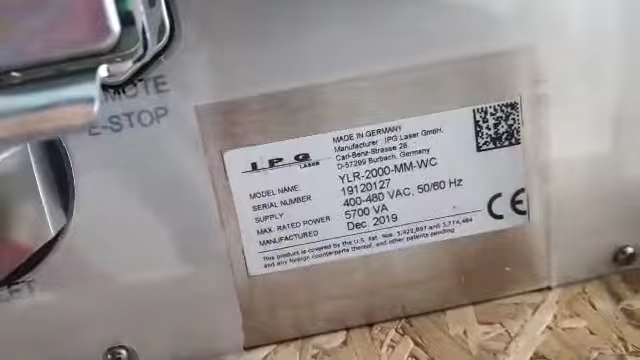 E-STOP
IPG
LASER
MADE IN GERMANY
Manufacturer: IPG Laser GmbH,
Carl-Benz-Strasse 28,
D-57299 Burbach, Germany
MODEL NAME YLR-2000-MM-WC
SERIAL NUMBER 19120127
SUPPLY 400-480 VAC, 50/60 Hz
MAX. RATED POWER 5700 VA
MANUFACTURED Dec, 2019
CE
This product is covered by the U.S. Pat. nos. 5,422,897 and 5,774,484
and any foreign counterparts thereof, and other patents pending.